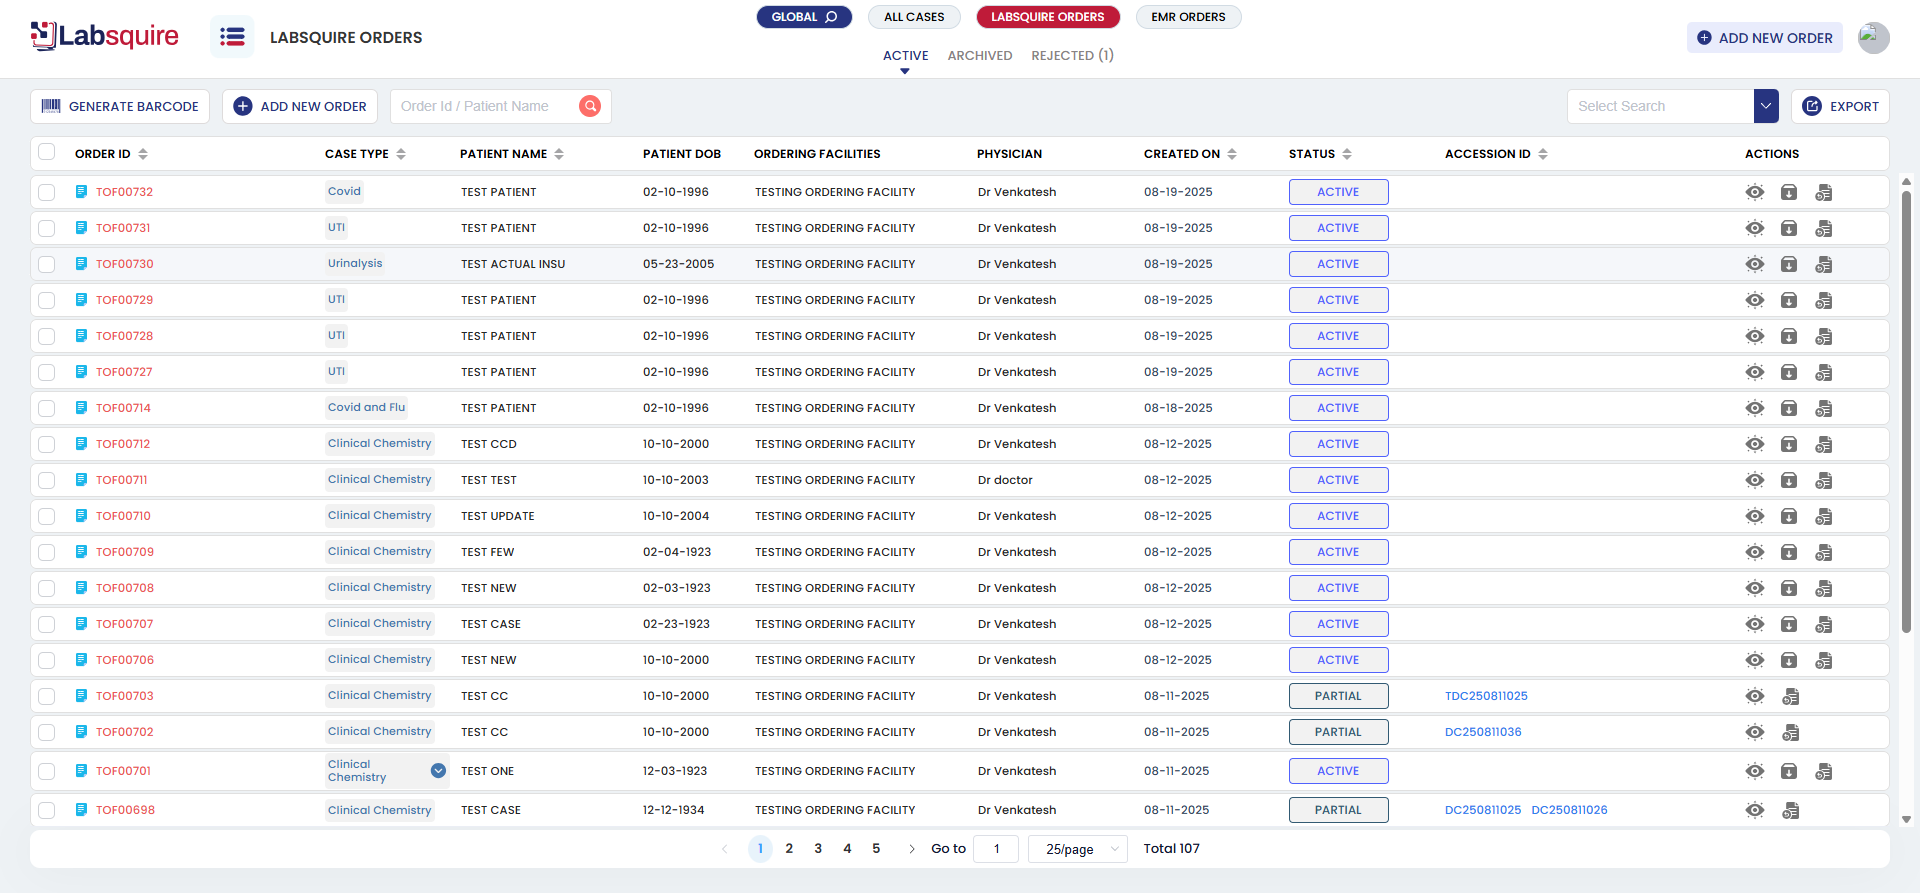 GLOBAL ALL CASES LABSQUIRE ORDERS EMR ORDERS
Labsquire LABSQUIRE ORDERS ADD NEW ORDER
ACTIVE ARCHIVED REJECTED (1)
GENERATE BARCODE ADD NEW ORDER Order Id / Patient Name Select Search EXPORT
ORDER ID CASE TYPE PATIENT NAME PATIENT DOB ORDERING FACILITIES PHYSICIAN CREATED ON STATUS ACCESSION ID ACTIONS
TOF00732 Covid TEST PATIENT 02-10-1996 TESTING ORDERING FACILITY Dr Venkatesh 08-19-2025 ACTIVE
TOF00731 UTI TEST PATIENT 02-10-1996 TESTING ORDERING FACILITY Dr Venkatesh 08-19-2025 ACTIVE
TOF00730 Urinalysis TEST ACTUAL INSU 05-23-2005 TESTING ORDERING FACILITY Dr Venkatesh 08-19-2025 ACTIVE
TOF00729 UTI TEST PATIENT 02-10-1996 TESTING ORDERING FACILITY Dr Venkatesh 08-19-2025 ACTIVE
TOF00728 UTI TEST PATIENT 02-10-1996 TESTING ORDERING FACILITY Dr Venkatesh 08-19-2025 ACTIVE
TOF00727 UTI TEST PATIENT 02-10-1996 TESTING ORDERING FACILITY Dr Venkatesh 08-19-2025 ACTIVE
TOF00714 Covid and Flu TEST PATIENT 02-10-1996 TESTING ORDERING FACILITY Dr Venkatesh 08-18-2025 ACTIVE
TOF00712 Clinical Chemistry TEST CCD 10-10-2000 TESTING ORDERING FACILITY Dr Venkatesh 08-12-2025 ACTIVE
TOF00711 Clinical Chemistry TEST TEST 10-10-2003 TESTING ORDERING FACILITY Dr doctor 08-12-2025 ACTIVE
TOF00710 Clinical Chemistry TEST UPDATE 10-10-2004 TESTING ORDERING FACILITY Dr Venkatesh 08-12-2025 ACTIVE
TOF00709 Clinical Chemistry TEST FEW 02-04-1923 TESTING ORDERING FACILITY Dr Venkatesh 08-12-2025 ACTIVE
TOF00708 Clinical Chemistry TEST NEW 02-03-1923 TESTING ORDERING FACILITY Dr Venkatesh 08-12-2025 ACTIVE
TOF00707 Clinical Chemistry TEST CASE 02-23-1923 TESTING ORDERING FACILITY Dr Venkatesh 08-12-2025 ACTIVE
TOF00706 Clinical Chemistry TEST NEW 10-10-2000 TESTING ORDERING FACILITY Dr Venkatesh 08-12-2025 ACTIVE
TOF00703 Clinical Chemistry TEST CC 10-10-2000 TESTING ORDERING FACILITY Dr Venkatesh 08-11-2025 PARTIAL TDC250811025
TOF00702 Clinical Chemistry TEST CC 10-10-2000 TESTING ORDERING FACILITY Dr Venkatesh 08-11-2025 PARTIAL DC250811036
TOF00701 Clinical Chemistry TEST ONE 12-03-1923 TESTING ORDERING FACILITY Dr Venkatesh 08-11-2025 ACTIVE
TOF00698 Clinical Chemistry TEST CASE 12-12-1934 TESTING ORDERING FACILITY Dr Venkatesh 08-11-2025 PARTIAL DC250811025 DC250811026
1 2 3 4 5 Go to 1 25/page Total 107